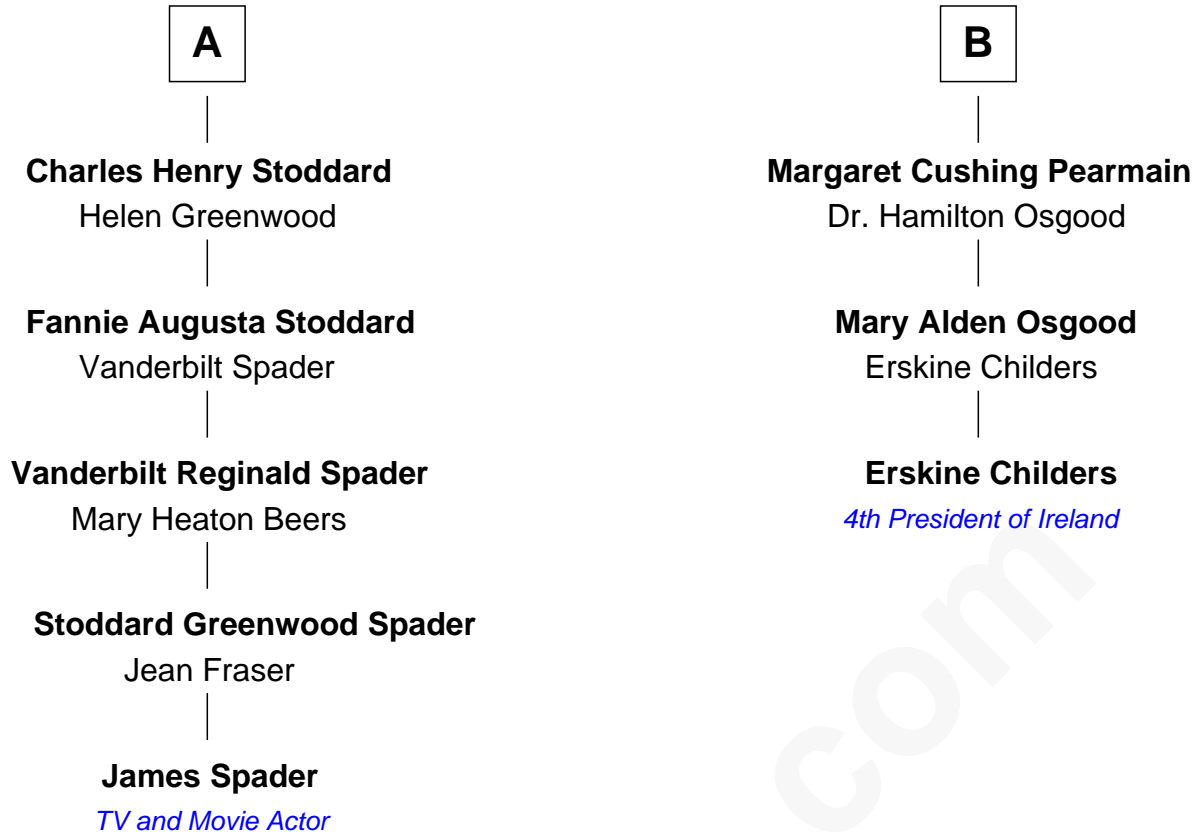 A
Charles Henry Stoddard
Helen Greenwood
Fannie Augusta Stoddard
Vanderbilt Spader
Vanderbilt Reginald Spader
Mary Heaton Beers
Stoddard Greenwood Spader
Jean Fraser
James Spader
TV and Movie Actor
B
Margaret Cushing Pearmain
Dr. Hamilton Osgood
Mary Alden Osgood
Erskine Childers
Erskine Childers
4th President of Ireland
com